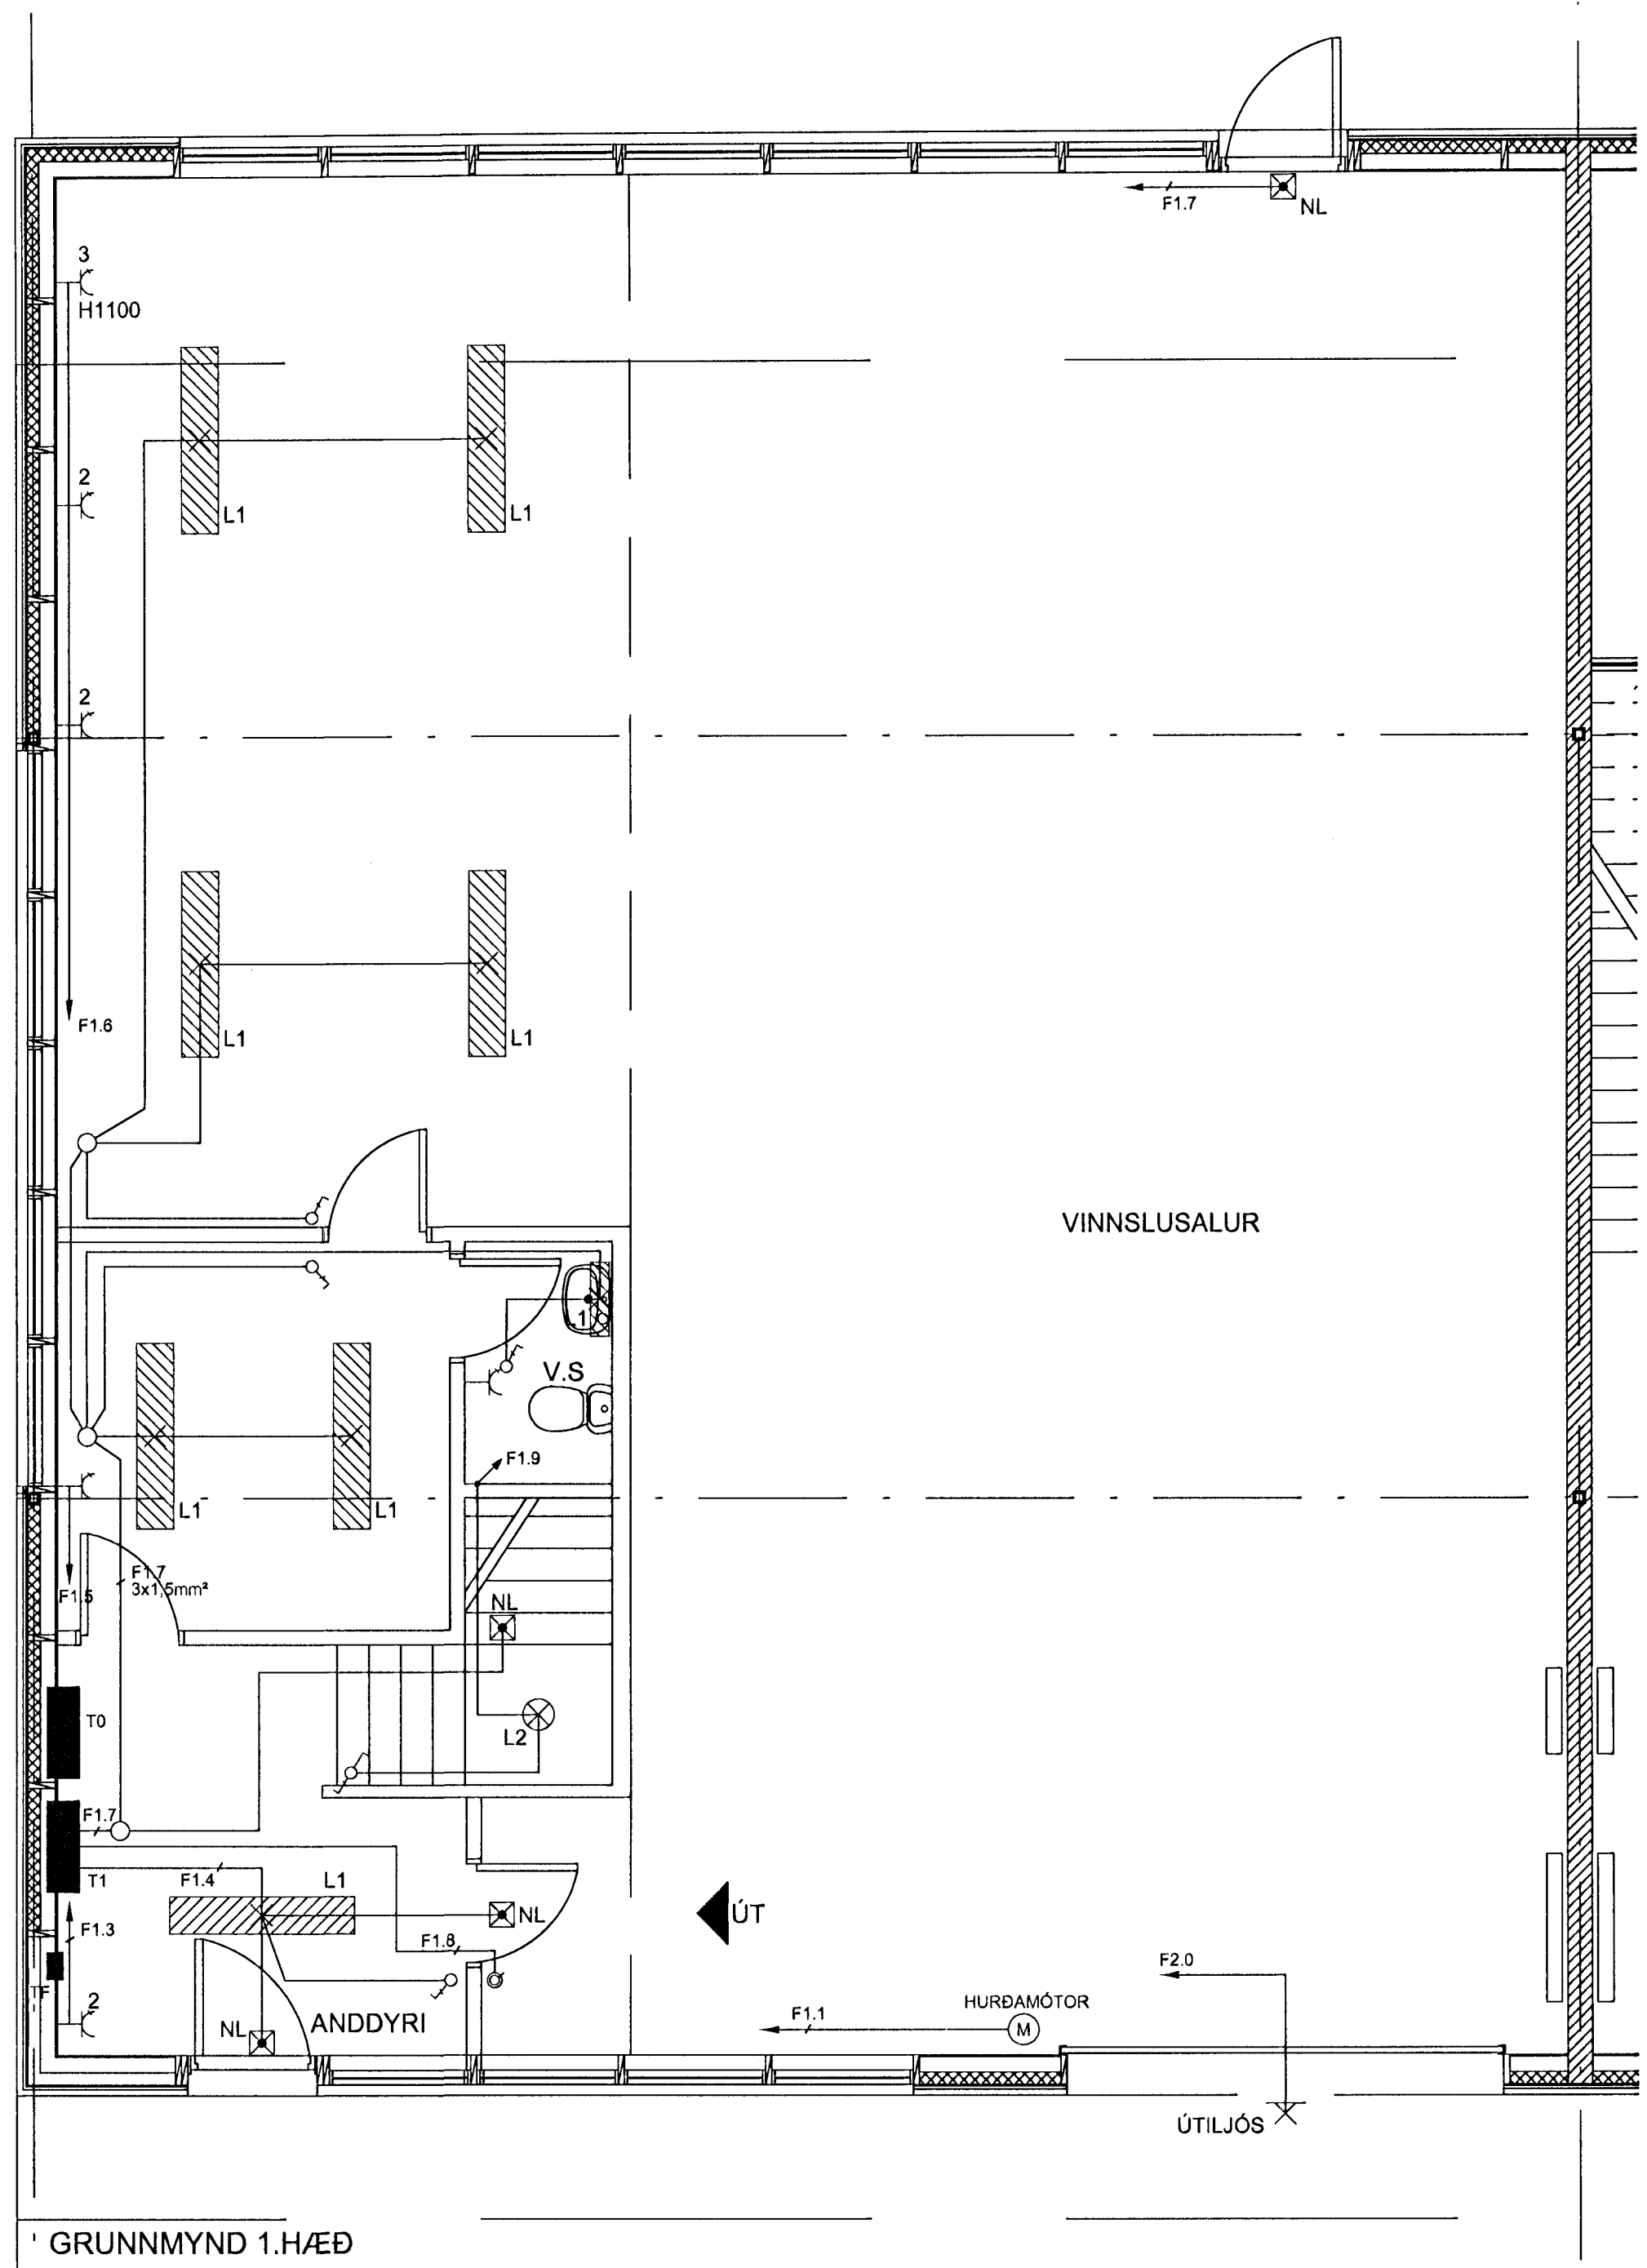 F1.7
NL
3
H1100
2
L1
L1
2
L1
L1
F1.6
VINNSLUSALUR
1
V.S
F1.9
L1
L1
F1.7
3x1,5mm²
F1.5
NL
T0
L2
F1.7
T1
F1.4
L1
F1.3
NL
ÚT
F1.8
F2.0
TF
2
NL
ANDDYRI
F1.1
HURÐAMÓTOR
M
ÚTILJÓS
GRUNNMYND 1.HÆÐ